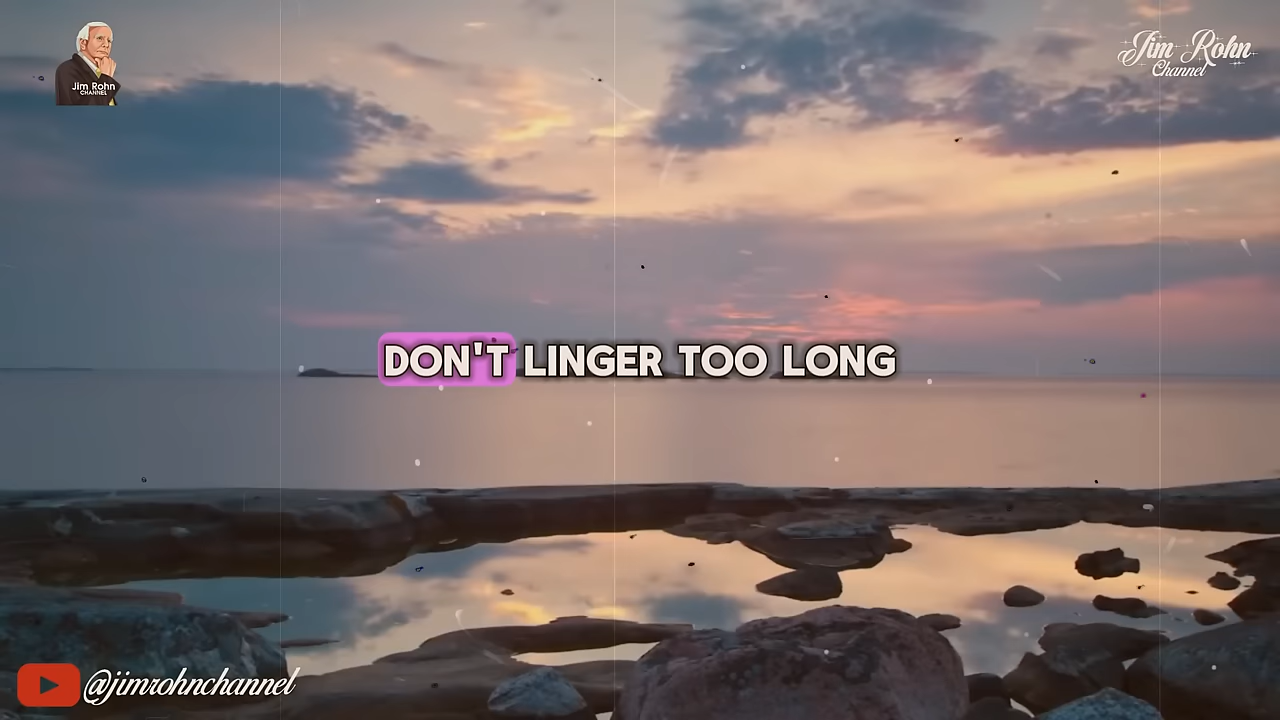 Jim Rohn
CHANNEL
Jim Rohn
Channel
DON'T LINGER TOO LONG
@jimrohnchannel